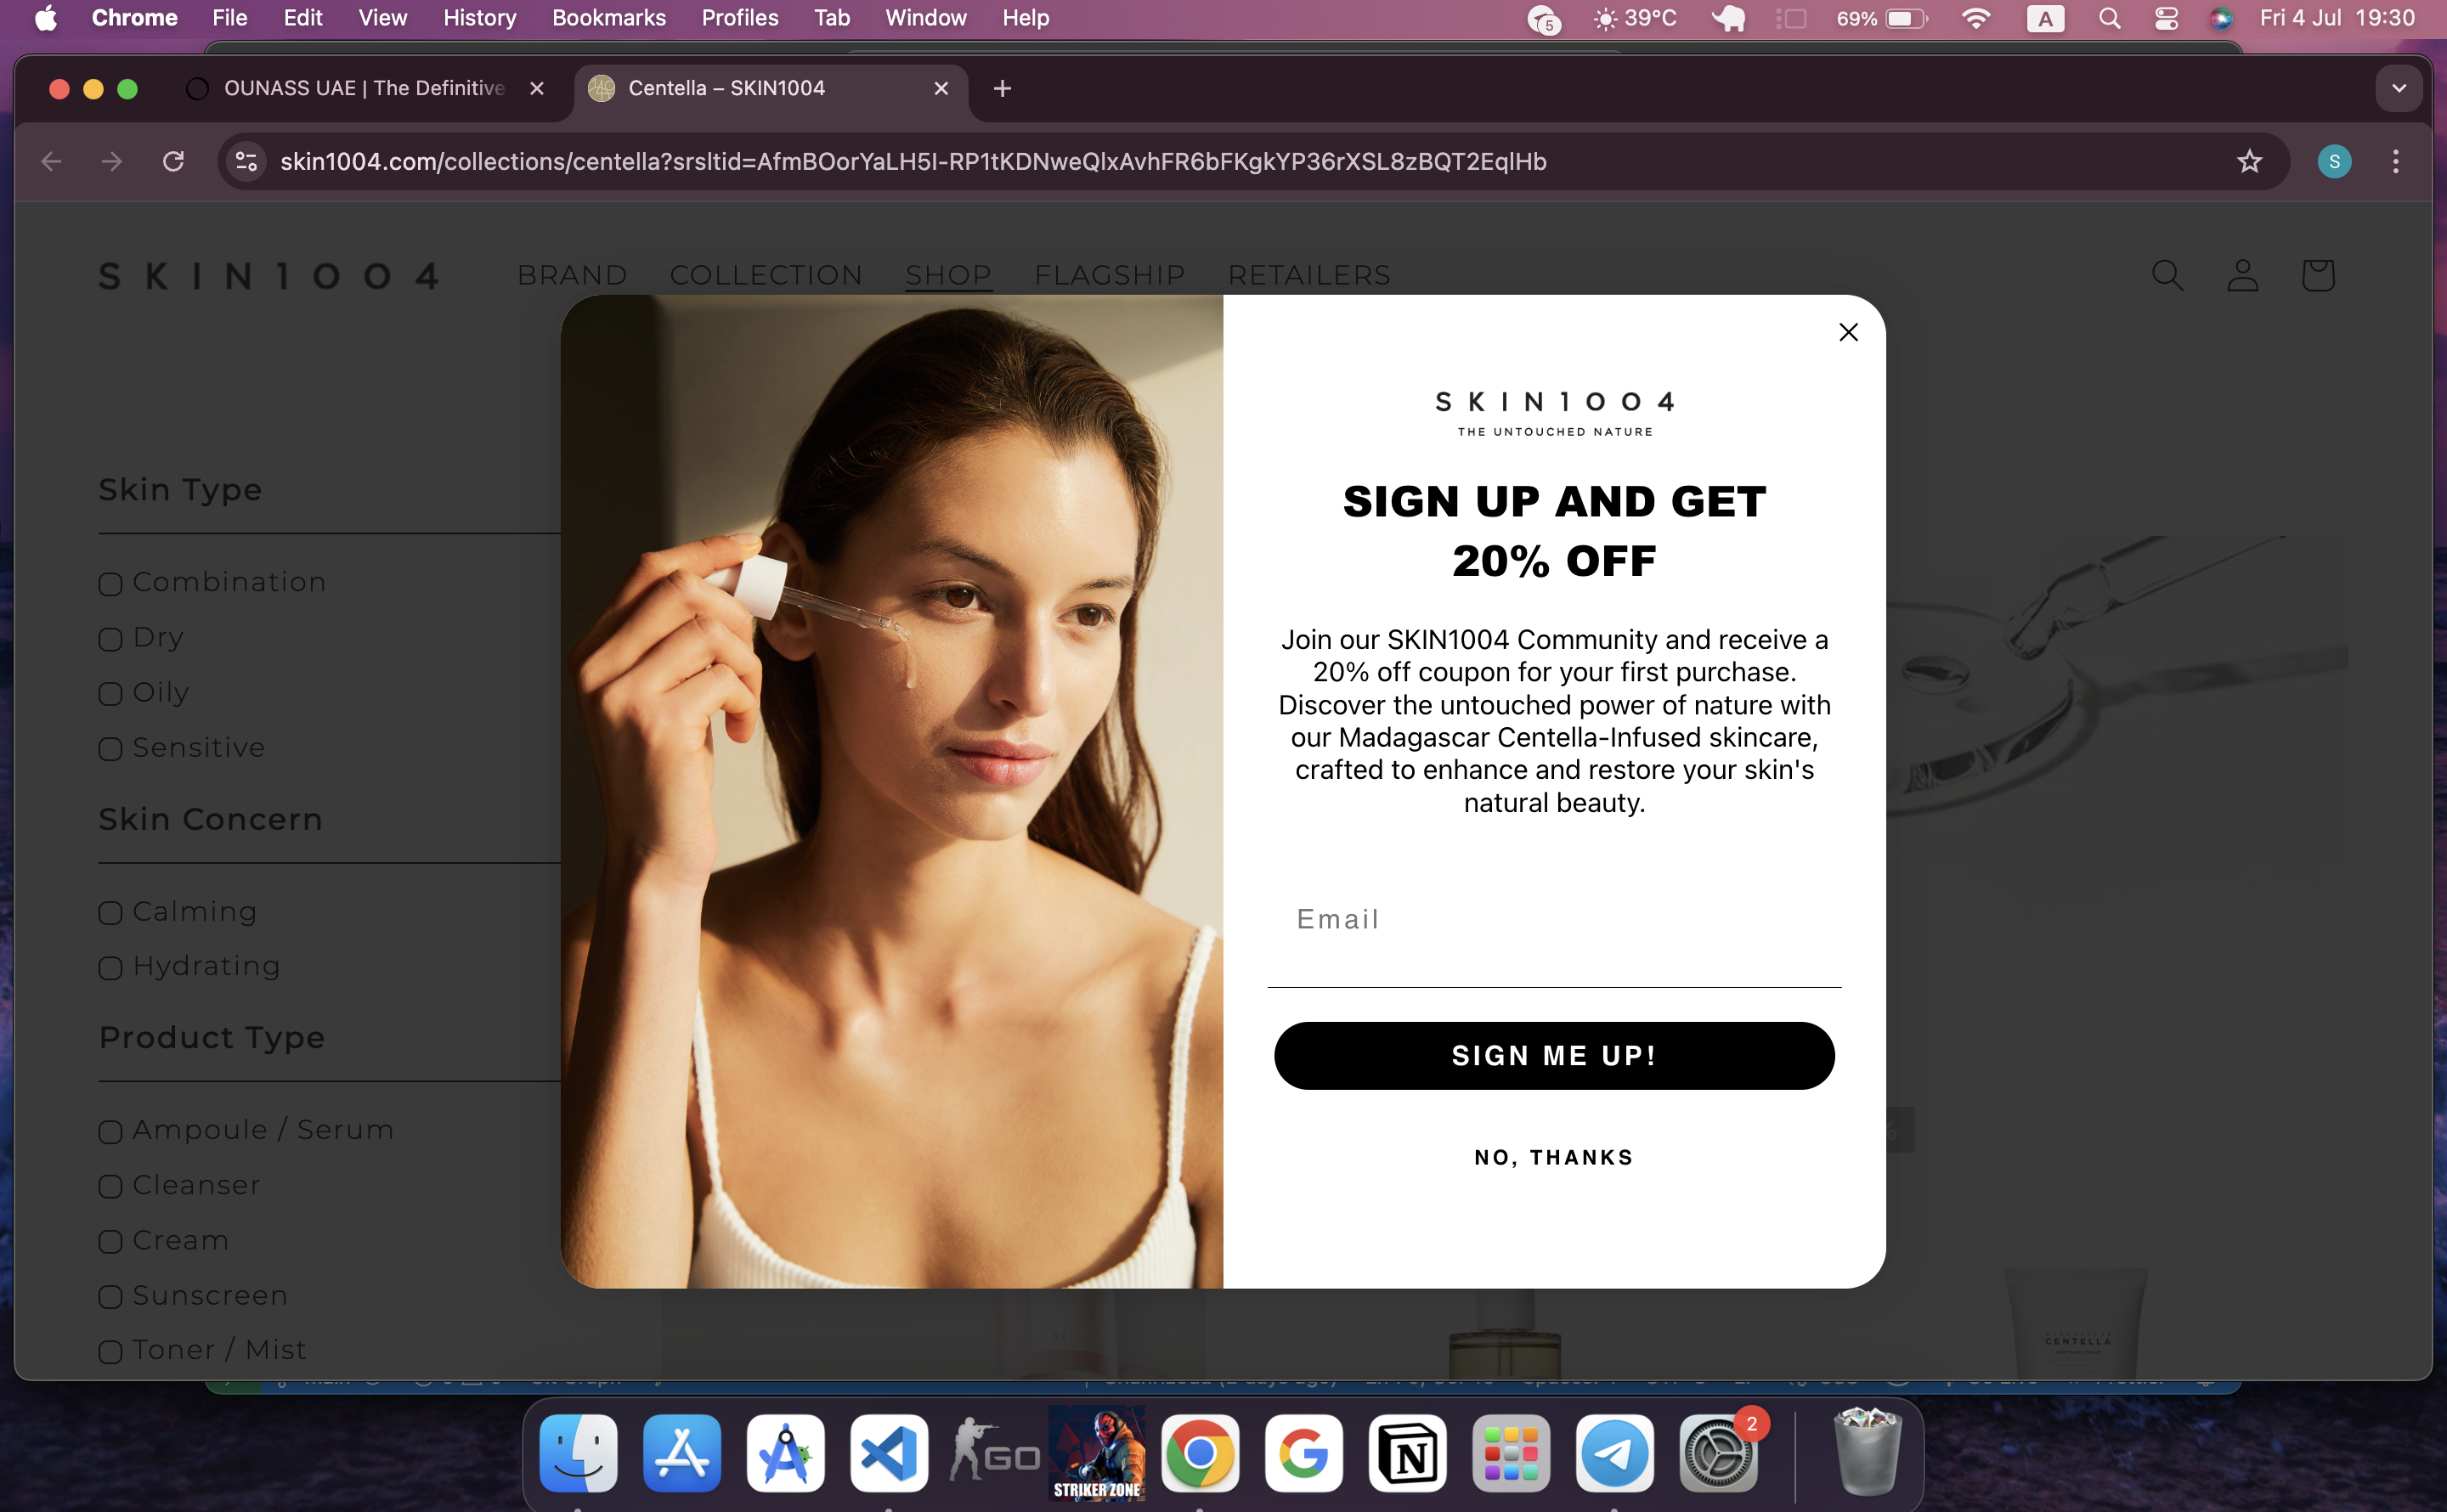 Chrome File Edit View History Bookmarks Profiles Tab Window Help 5 39°C 69% A Fri 4 Jul 19:30
OUNASS UAE | The Definitive
Centella – SKIN1004
skin1004.com/collections/centella?srsltid=AfmBOorYaLH5I-RP1tKDNweQlxAvhFR6bFKgkYP36rXSL8zBQT2EqlHb
S
SKIN1004 BRAND COLLECTION SHOP FLAGSHIP RETAILERS
Skin Type
Combination
Dry
Oily
Sensitive
Skin Concern
Calming
Hydrating
Product Type
Ampoule / Serum
Cleanser
Cream
Sunscreen
Toner / Mist
SKIN1004
THE UNTOUCHED NATURE
SIGN UP AND GET
20% OFF
Join our SKIN1004 Community and receive a
20% off coupon for your first purchase.
Discover the untouched power of nature with
our Madagascar Centella-Infused skincare,
crafted to enhance and restore your skin's
natural beauty.
Email
SIGN ME UP!
NO, THANKS
CENTELLA
GO
STRIKER ZONE
2